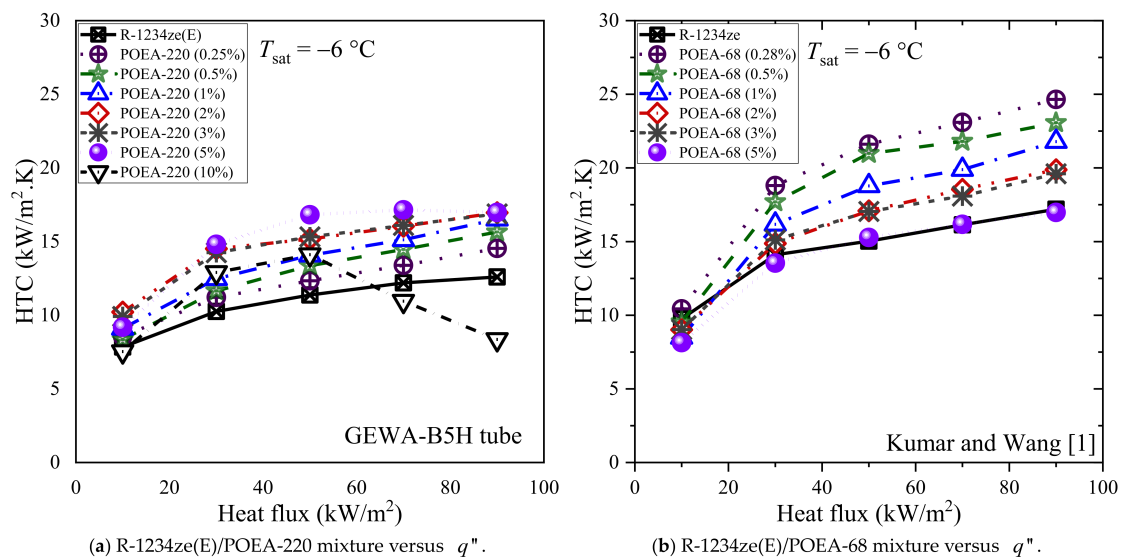 30
25
20
15
10
5
0
HTC (kW/m².K)
R-1234ze(E)
POEA-220 (0.25%)
POEA-220 (0.5%)
POEA-220 (1%)
POEA-220 (2%)
POEA-220 (3%)
POEA-220 (5%)
POEA-220 (10%)
Tsat = –6 °C
GEWA-B5H tube
0 20 40 60 80 100
Heat flux (kW/m²)
(a) R-1234ze(E)/POEA-220 mixture versus q".
30
25
20
15
10
5
0
HTC (kW/m².K)
R-1234ze
POEA-68 (0.28%)
POEA-68 (0.5%)
POEA-68 (1%)
POEA-68 (2%)
POEA-68 (3%)
POEA-68 (5%)
Tsat = –6 °C
Kumar and Wang [1]
0 20 40 60 80 100
Heat flux (kW/m²)
(b) R-1234ze(E)/POEA-68 mixture versus q".